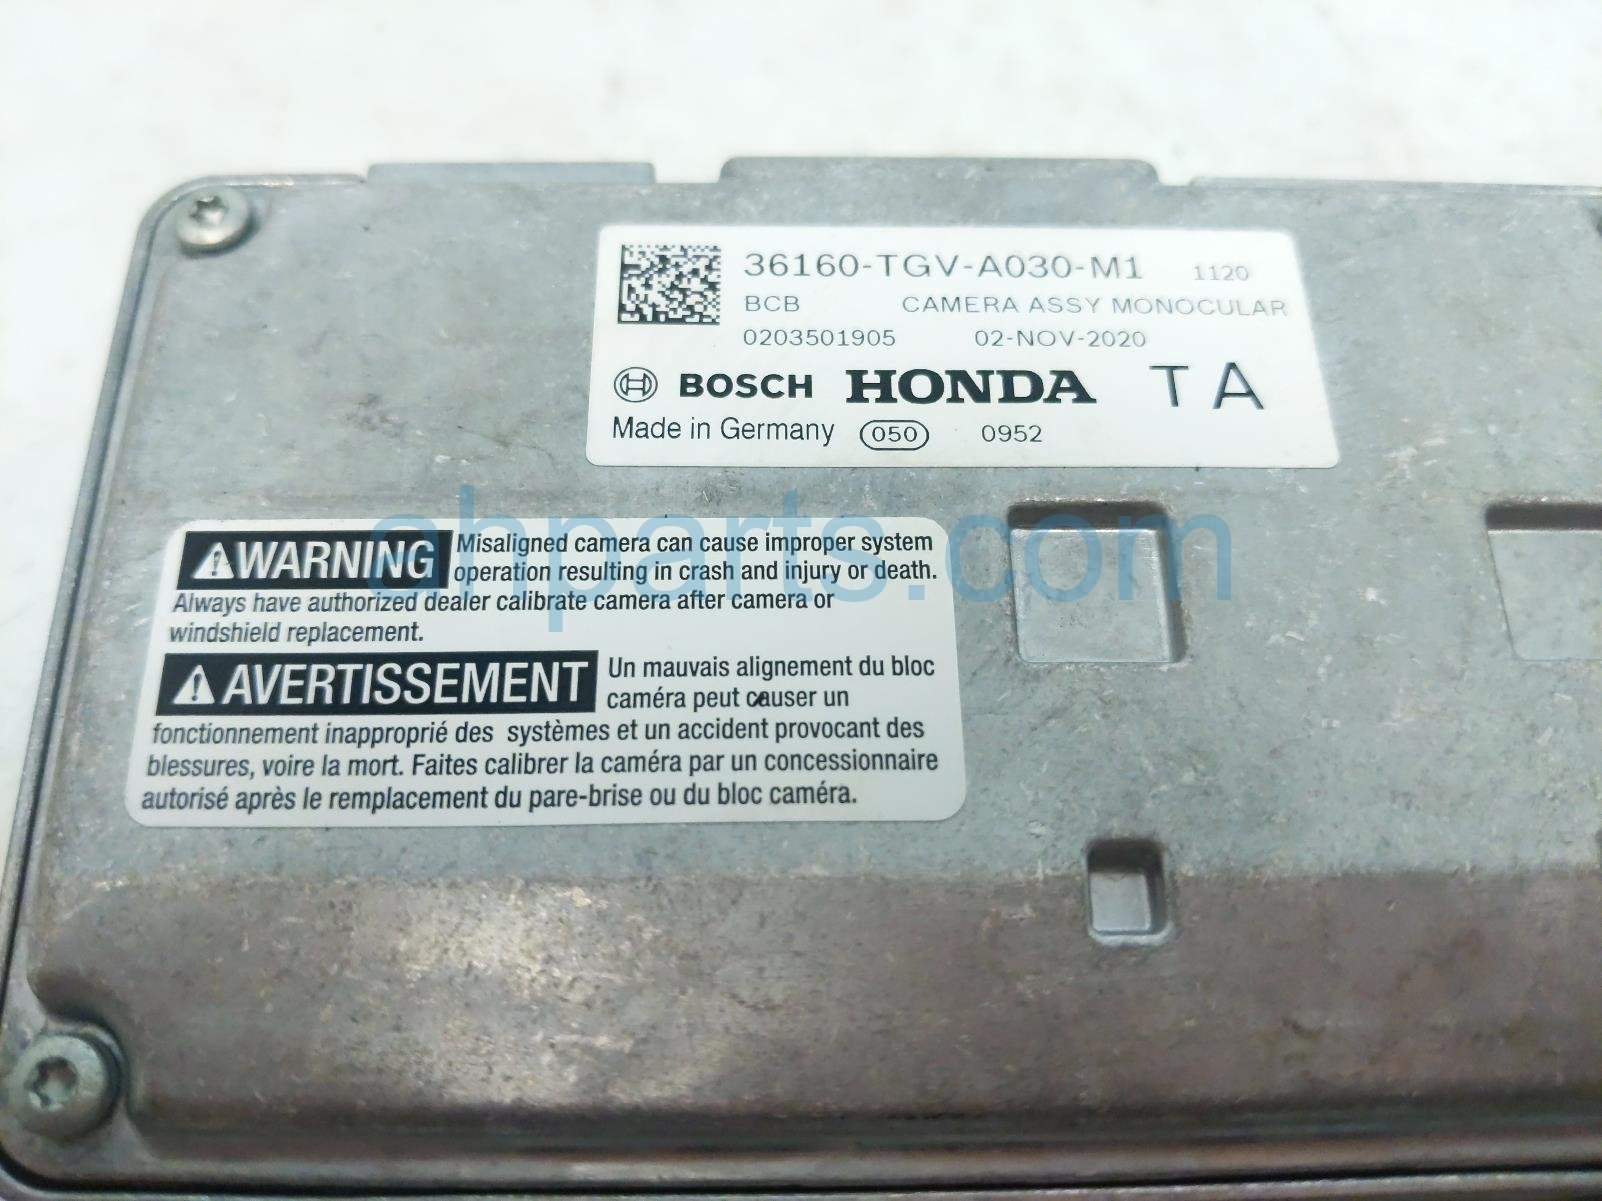 36160-TGV-A030-M1 1120
BCB CAMERA ASSY MONOCULAR
0203501905 02-NOV-2020
BOSCH HONDA T A
Made in Germany 050 0952
WARNING Misaligned camera can cause improper system
operation resulting in crash and injury or death.
Always have authorized dealer calibrate camera after camera or
windshield replacement.
AVERTISSEMENT Un mauvais alignement du bloc
caméra peut causer un
fonctionnement inapproprié des systèmes et un accident provocant des
blessures, voire la mort. Faites calibrer la caméra par un concessionnaire
autorisé après le remplacement du pare-brise ou du bloc caméra.
ahparts.com